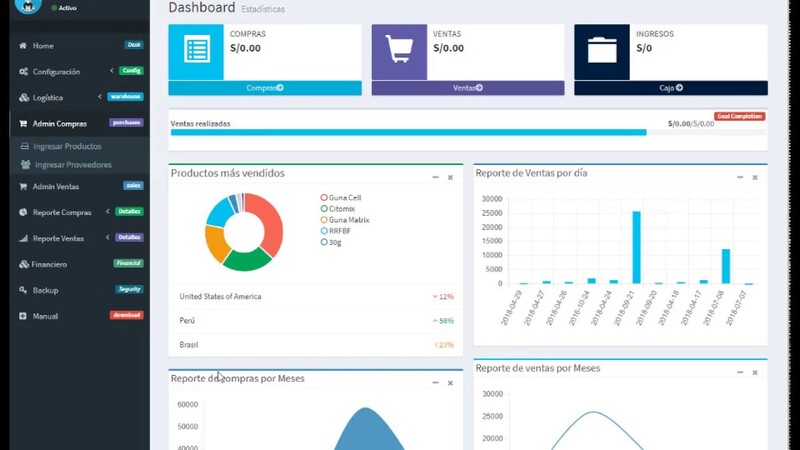 Activo
Home Desk
Configuración Config
Logística warehouse
Admin Compras purchases
Ingresar Productos
Ingresar Proveedores
Admin Ventas sales
Reporte Compras Detalles
Reporte Ventas Detalles
Financiero Financial
Backup Security
Manual download
Dashboard Estadísticas
COMPRAS
S/0.00
Compras
VENTAS
S/0.00
Ventas
INGRESOS
S/0
Caja
Goal Completion
Ventas realizadas S/0.00/S/0.00
Productos más vendidos
Guna Cell
Citomix
Guna Matrix
RRFBF
30g
United States of America 12%
Perú 58%
Brasil 23%
Reporte de Ventas por día
30000
25000
20000
15000
10000
5000
0
2018-04-29
2018-04-27
2018-04-26
2016-10-24
2018-04-24
2018-09-21
2018-09-20
2018-04-18
2018-04-17
2018-07-08
2018-07-07
Reporte de compras por Meses
60000
50000
40000
Reporte de ventas por Meses
30000
25000
20000